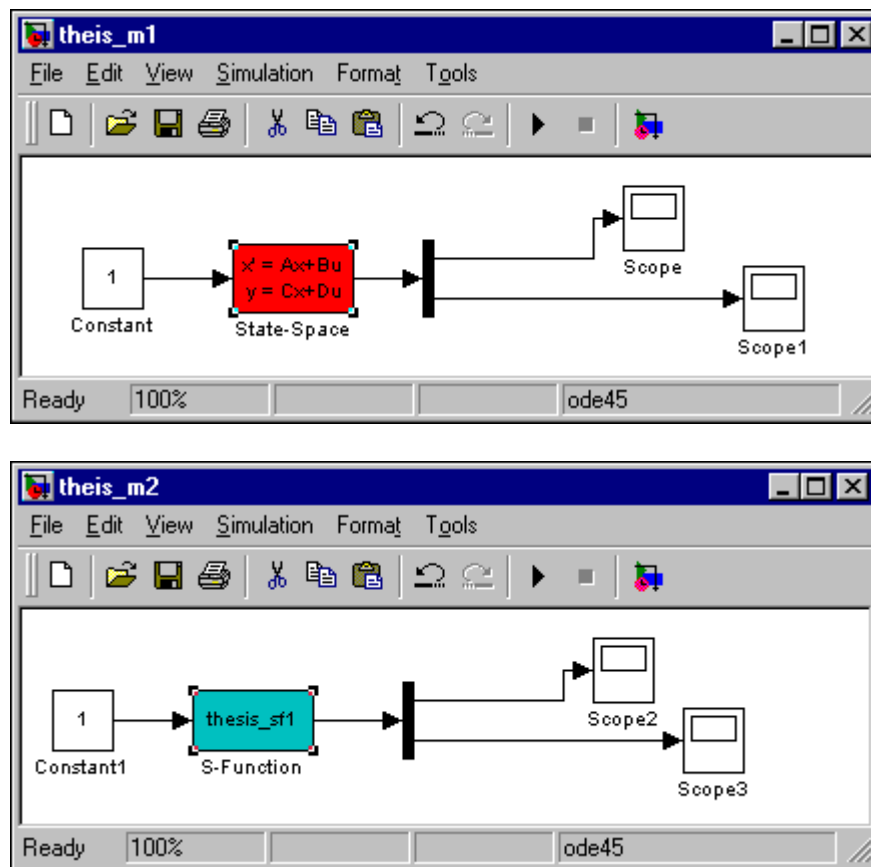 theis_m1
File Edit View Simulation Format Tools
1
x' = Ax+Bu
y = Cx+Du
Scope
Constant
State-Space
Scope1
Ready 100% ode45
theis_m2
File Edit View Simulation Format Tools
1
thesis_sf1
Scope2
Constant1
S-Function
Scope3
Ready 100% ode45